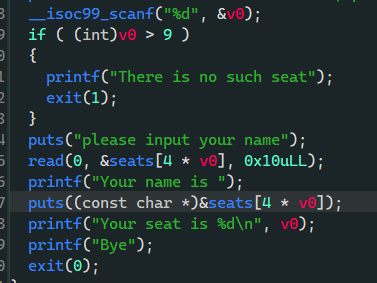 __isoc99_scanf("%d", &v0);
if ( (int)v0 > 9 )
{
printf("There is no such seat");
exit(1);
}
puts("please input your name");
read(0, &seats[4 * v0], 0x10uLL);
printf("Your name is ");
puts((const char *)&seats[4 * v0]);
printf("Your seat is %d\n", v0);
printf("Bye");
exit(0);